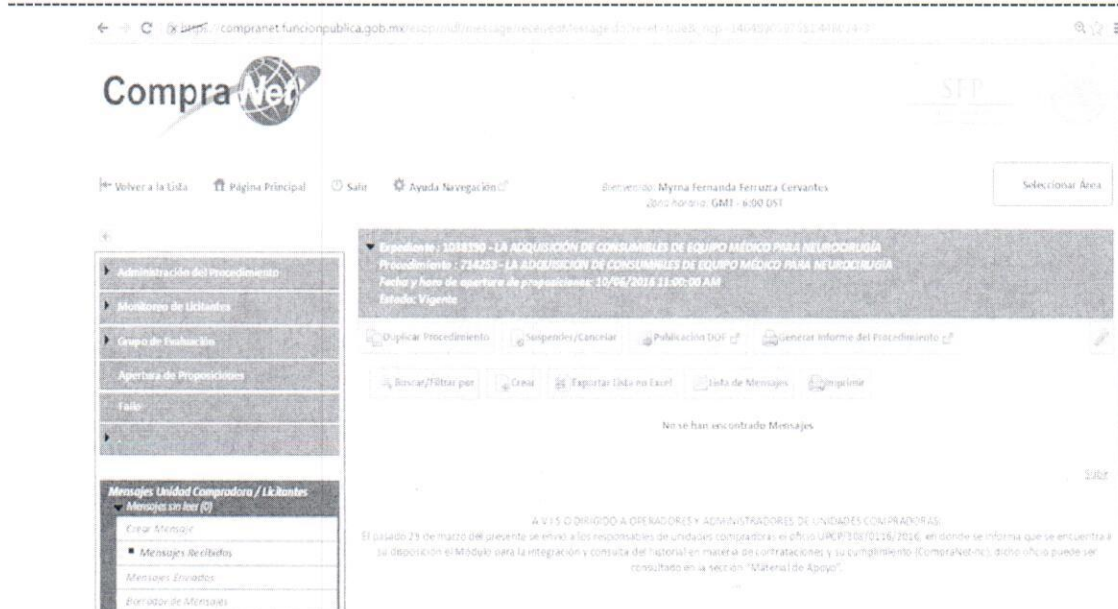 https://compranet.funcionpublica.gob.mx
CompraNet
SFP
Volver a la Lista Página Principal Salir Ayuda Navegación
Bienvenido: Myrna Fernanda Ferruzca Cervantes
Zona horaria: GMT - 6:00 DST
Seleccionar Área
Expediente : 1038390 - LA ADQUISICIÓN DE CONSUMIBLES DE EQUIPO MÉDICO PARA NEUROCIRUGÍA
Procedimiento : 714253 - LA ADQUISICIÓN DE CONSUMIBLES DE EQUIPO MÉDICO PARA NEUROCIRUGÍA
Fecha y hora de apertura de proposiciones: 10/06/2016 11:00:00 AM
Estado: Vigente
Administración del Procedimiento
Monitoreo de Licitantes
Grupo de Evaluación
Apertura de Proposiciones
Fallo
Duplicar Procedimiento Suspender/Cancelar Publicación DOF Generar Informe del Procedimiento
Buscar/Filtrar por Crear Exportar Lista en Excel Lista de Mensajes Imprimir
No se han encontrado Mensajes
Subir
Mensajes Unidad Compradora / Licitantes
Mensajes sin leer (0)
Crear Mensaje
Mensajes Recibidos
Mensajes Enviados
Borrador de Mensajes
A V I S O DIRIGIDO A OPERADORES Y ADMINISTRADORES DE UNIDADES COMPRADORAS:
El pasado 29 de marzo del presente se envió a los responsables de unidades compradoras el oficio UPCP/308/0116/2016, en donde se informa que se encuentra a
su disposición el Módulo para la integración y consulta del historial en materia de contrataciones y su cumplimiento (CompraNet-hc), dicho oficio puede ser
consultado en la sección "Material de Apoyo".